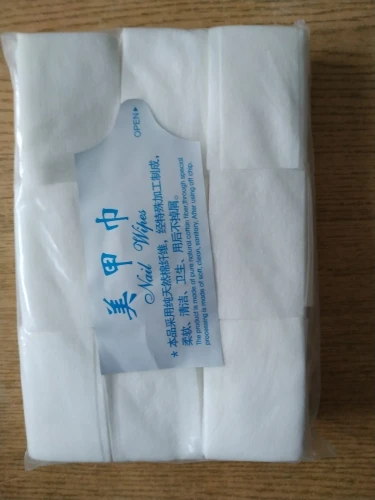 OPEN★
美甲巾
Nail Wipes
★本品采用纯天然棉纤维，经特殊加工制成，
柔软、清洁、卫生、用后不掉屑。
The product is made of pure natural cotton fiber,through special
processing is made of soft, clean, sanitary, After using off chip.